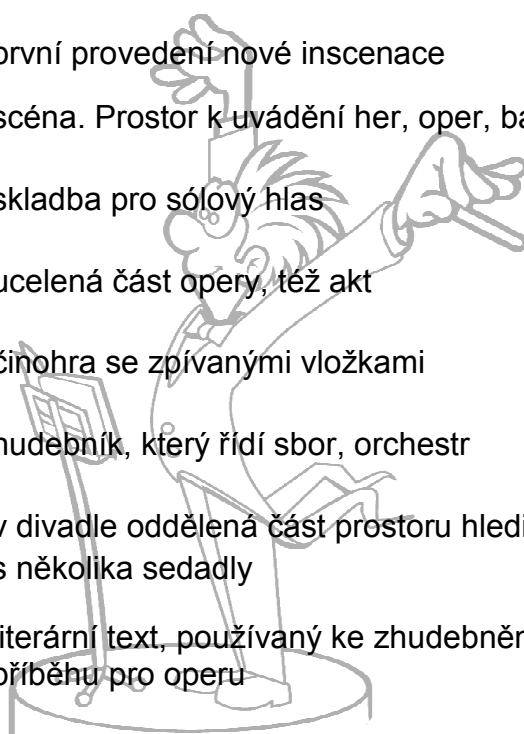 první provedení nové inscenace
scéna. Prostor k uvádění her, oper, ba
skladba pro sólový hlas
ucelená část opery, též akt
činohra se zpívanými vložkami
hudebník, který řídí sbor, orchestr
v divadle oddělená část prostoru hledi
s několika sedadly
literární text, používaný ke zhudebněn
příběhu pro operu